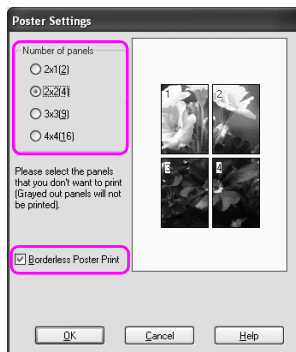 Poster Settings
Number of panels
2x1(2)
2x2(4)
3x3(9)
4x4(16)
1
2
3
4
Please select the panels
that you don't want to print
(Grayed out panels will not
be printed).
Borderless Poster Print
OK
Cancel
Help